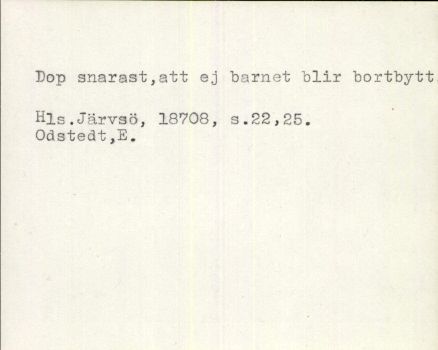 Dop snarast,att ej barnet blir bortbytt.
Hls.Järvsö, 18708, s.22,25.
Odstedt,E.